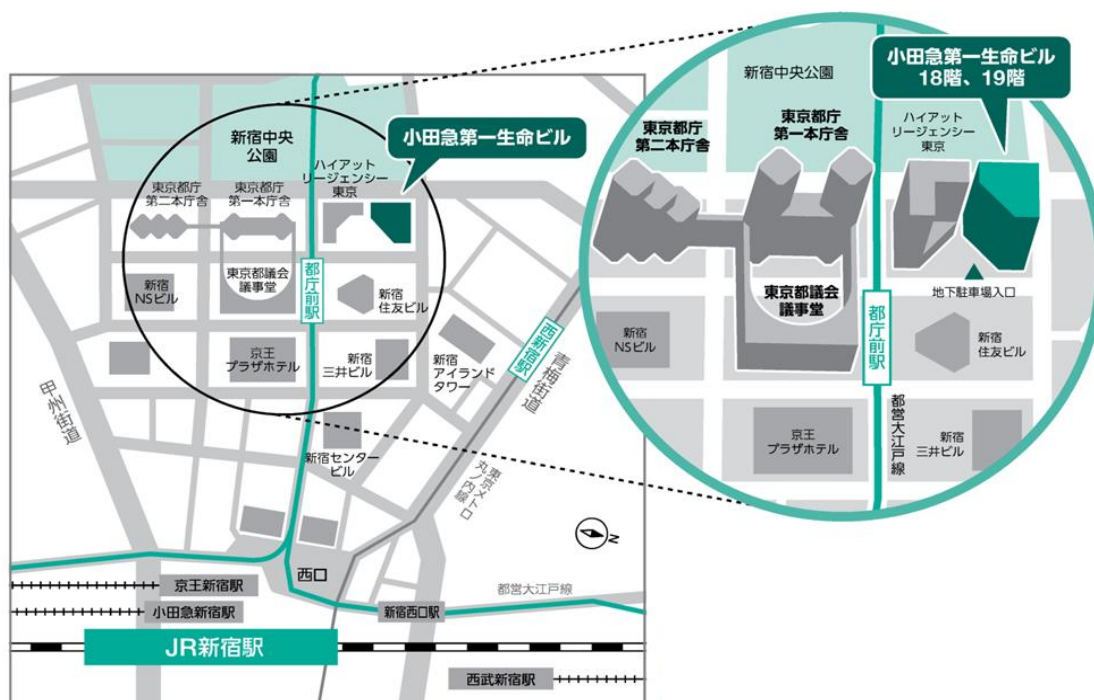 新宿中央
公園
小田急第一生命ビル
ハイアット
リージェンシー
東京
東京都庁
第二本庁舎
東京都庁
第一本庁舎
新宿
NSビル
東京都議会
議事堂
都庁前駅
新宿
住友ビル
京王
プラザホテル
新宿
三井ビル
新宿
アイランド
タワー
西新宿駅
青梅街道
甲州街道
新宿センター
ビル
東京メトロ
丸ノ内線
N
西口
京王新宿駅
小田急新宿駅
新宿西口駅
都営大江戸線
JR新宿駅
西武新宿駅
新宿中央公園
小田急第一生命ビル
18階、19階
東京都庁
第二本庁舎
東京都庁
第一本庁舎
ハイアット
リージェンシー
東京
東京都議会
議事堂
地下駐車場入口
新宿
NSビル
都庁前駅
新宿
住友ビル
京王
プラザホテル
都営大江戸線
新宿
三井ビル